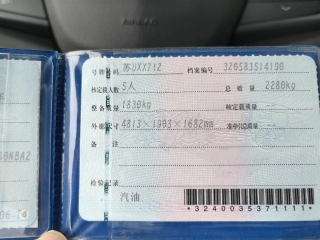 号牌号码 苏UXX71Z 档案编号 320583514190
核定载人数 5人 总质量 2280kg
整备质量 1830kg 核定载质量
外廓尺寸 4813×1903×1682mm 准牵引总质量
备注
检验记录
汽油
*3240035371111*